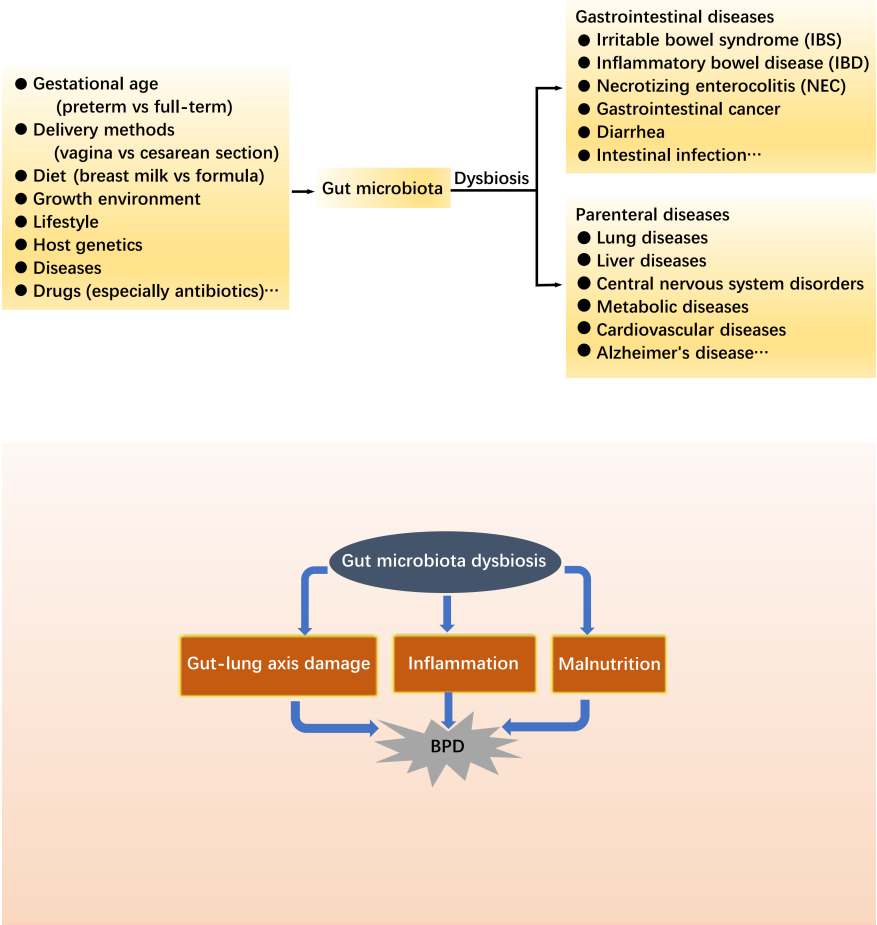 Gestational age
(preterm vs full-term)
Delivery methods
(vagina vs cesarean section)
Diet (breast milk vs formula)
Growth environment
Lifestyle
Host genetics
Diseases
Drugs (especially antibiotics)⋯
Gut microbiota
Dysbiosis
Gastrointestinal diseases
Irritable bowel syndrome (IBS)
Inflammatory bowel disease (IBD)
Necrotizing enterocolitis (NEC)
Gastrointestinal cancer
Diarrhea
Intestinal infection⋯
Parenteral diseases
Lung diseases
Liver diseases
Central nervous system disorders
Metabolic diseases
Cardiovascular diseases
Alzheimer's disease⋯
Gut microbiota dysbiosis
Gut-lung axis damage
Inflammation
Malnutrition
BPD